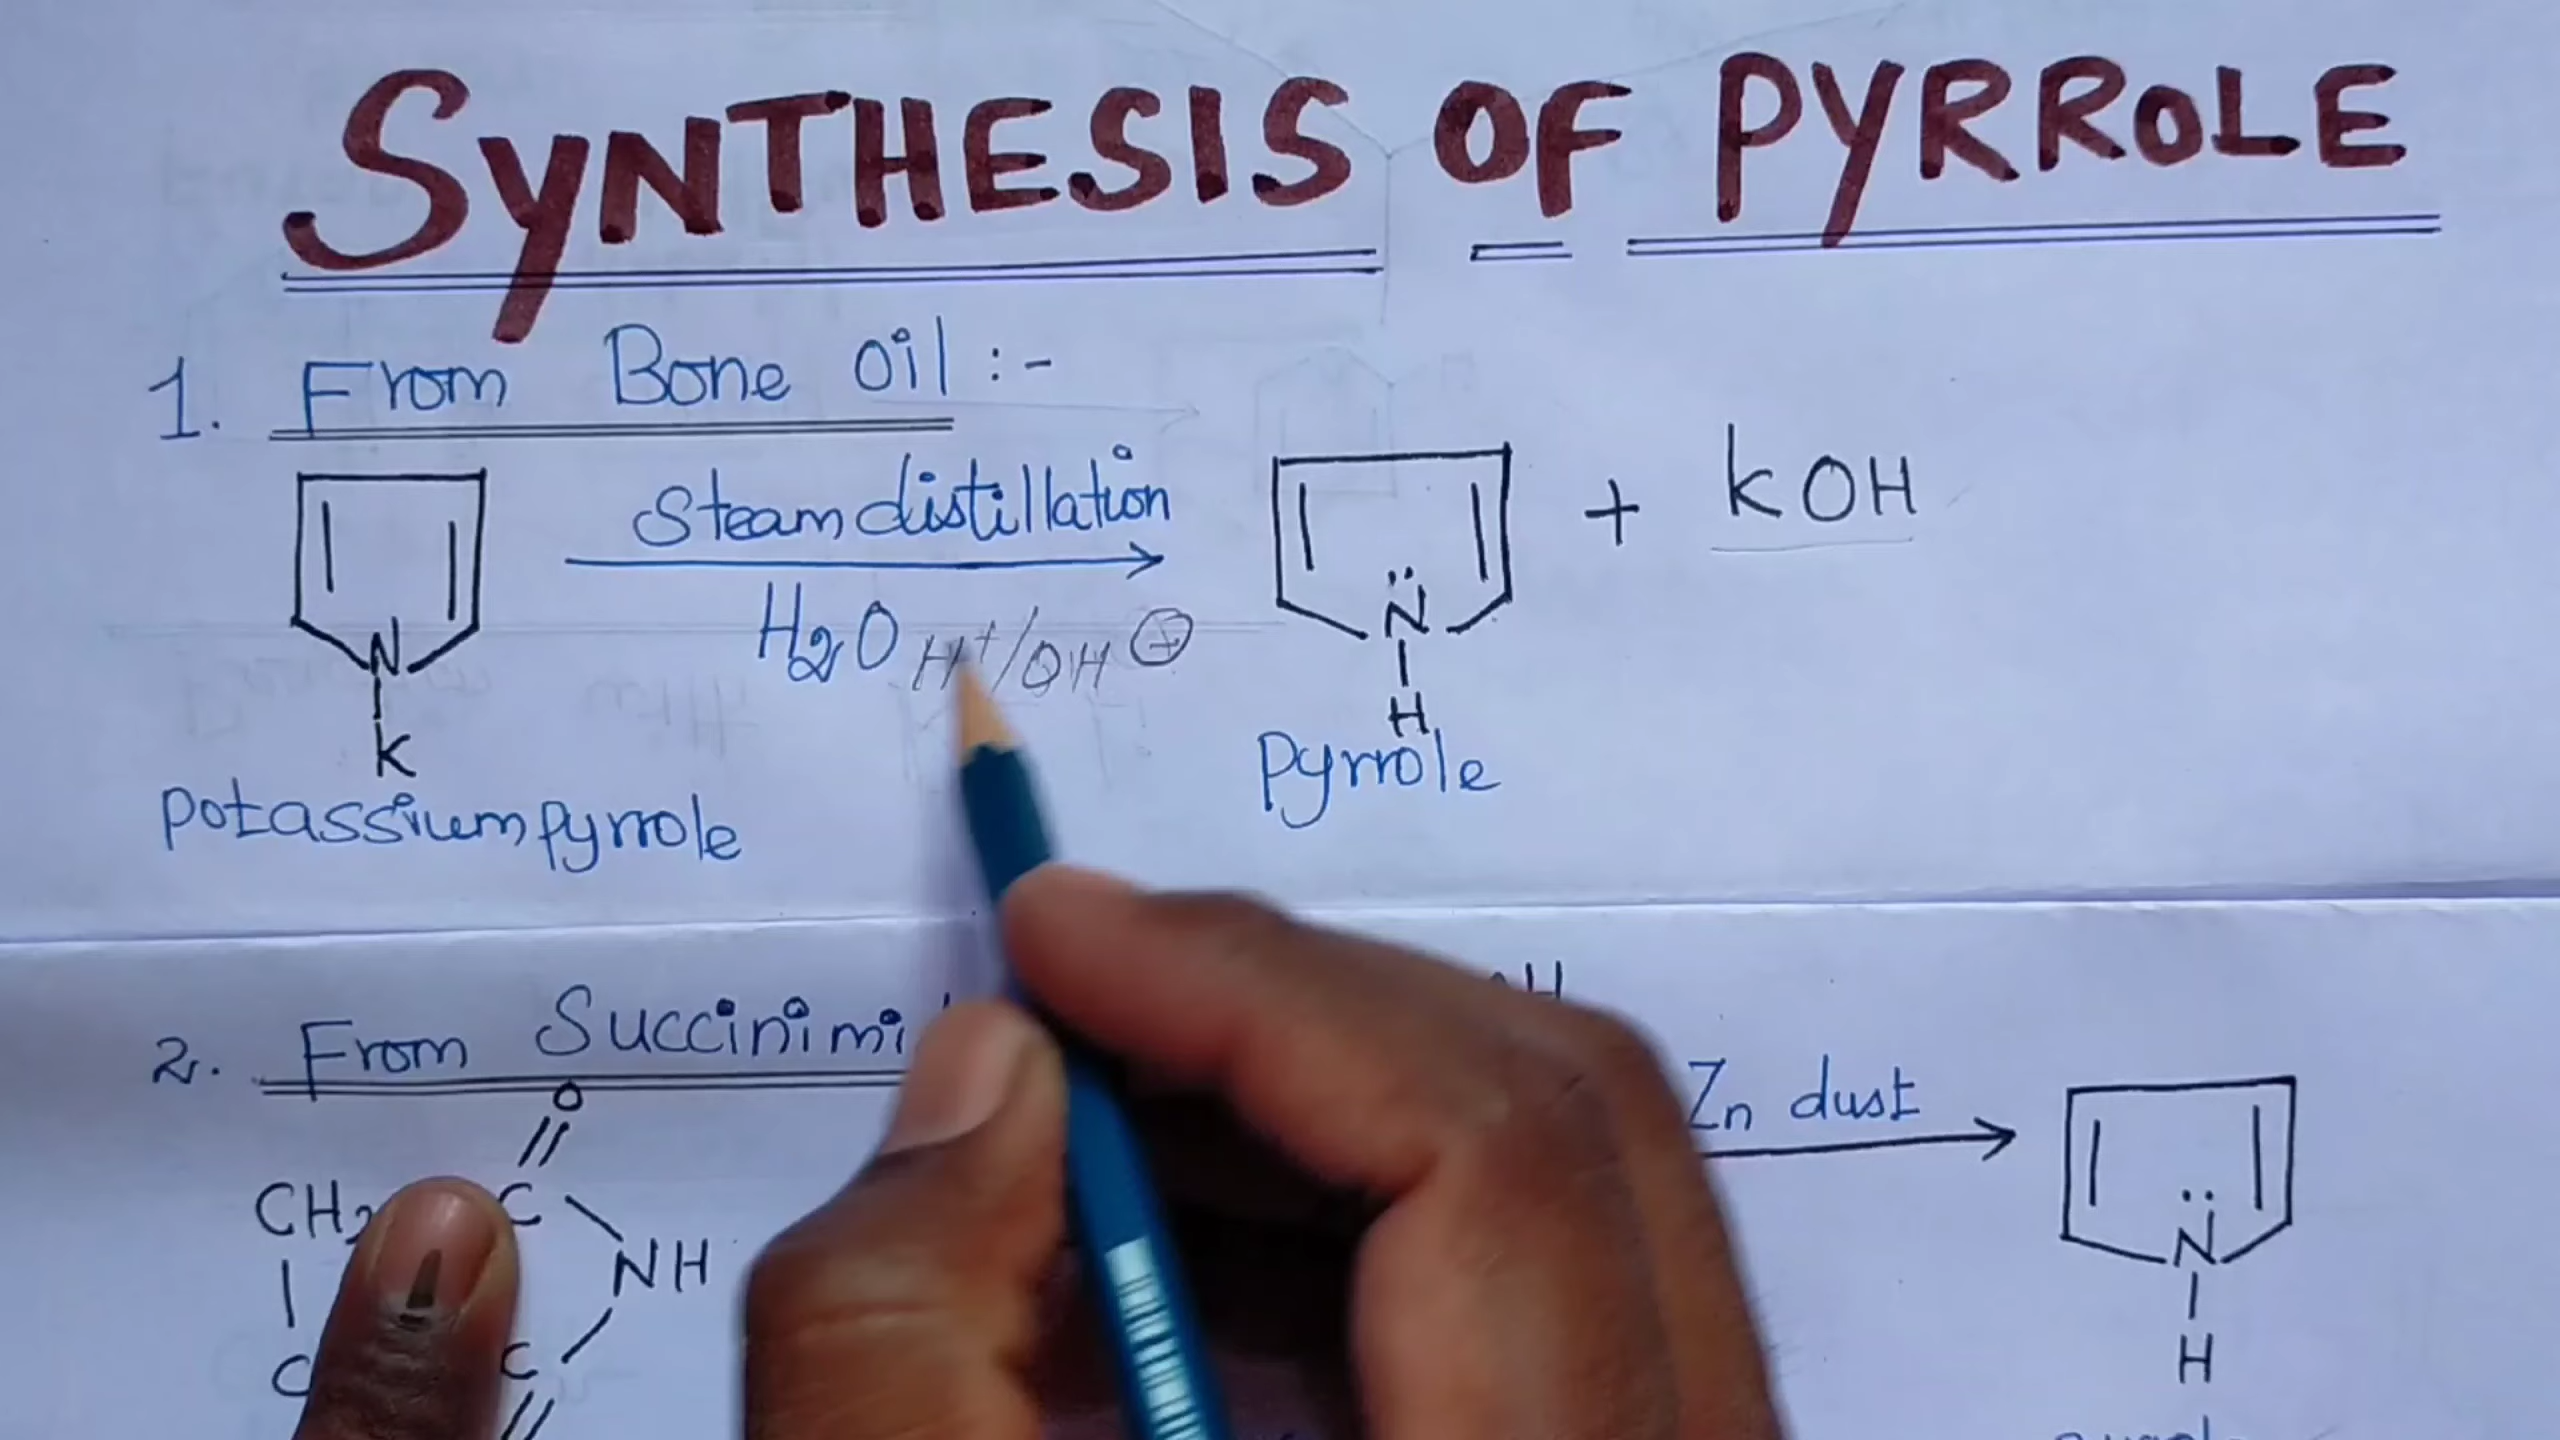 SYNTHESIS OF PYRROLE
1. From Bone oil :-
Steam distillation
H2O H+/OH ⊕
N
K
N
H
+ KOH
Potassium pyrrole
Pyrrole
2. From
O
CH2 C
NH
C C
OH
Zn dust
N
H